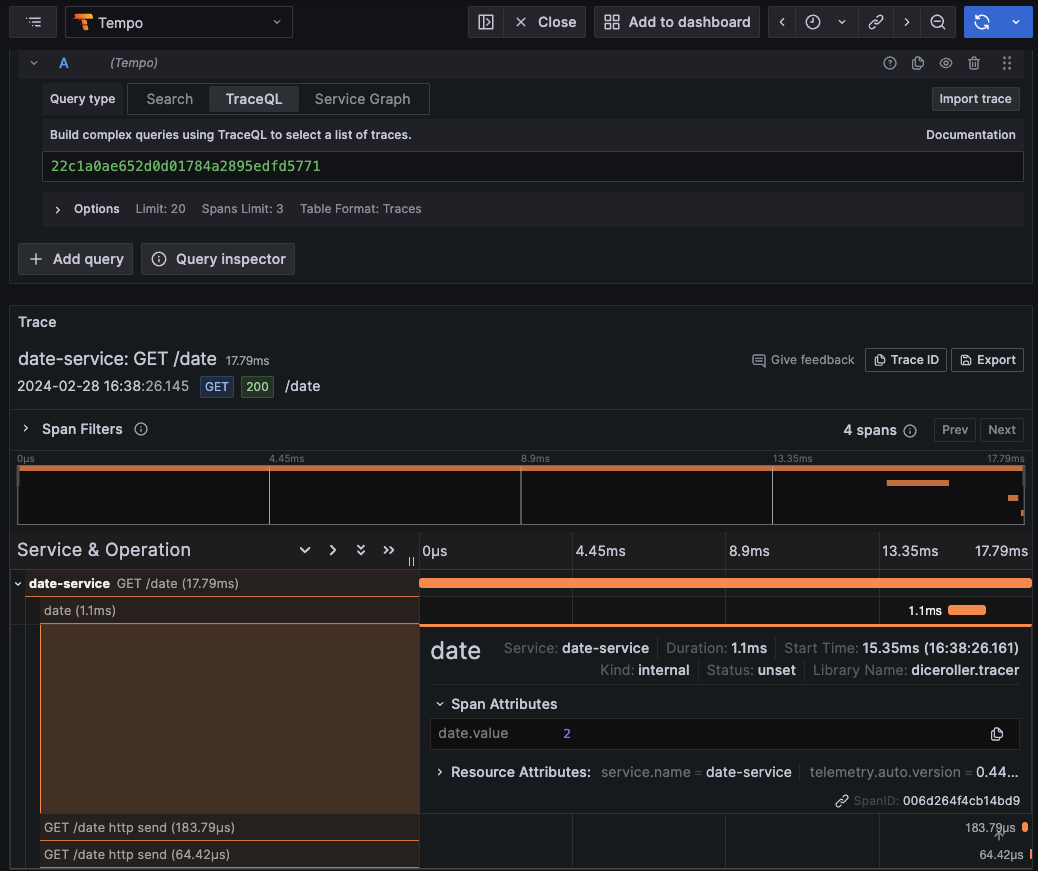 Tempo
Close
Add to dashboard
A (Tempo)
Query type Search TraceQL Service Graph Import trace
Build complex queries using TraceQL to select a list of traces. Documentation
22c1a0ae652d0d01784a2895edfd5771
Options Limit: 20 Spans Limit: 3 Table Format: Traces
+ Add query Query inspector
Trace
date-service: GET /date 17.79ms Give feedback Trace ID Export
2024-02-28 16:38:26.145 GET 200 /date
Span Filters 4 spans Prev Next
0μs 4.45ms 8.9ms 13.35ms 17.79ms
Service & Operation 0μs 4.45ms 8.9ms 13.35ms 17.79ms
date-service GET /date (17.79ms)
date (1.1ms) 1.1ms
date Service: date-service Duration: 1.1ms Start Time: 15.35ms (16:38:26.161)
Kind: internal Status: unset Library Name: diceroller.tracer
Span Attributes
date.value 2
Resource Attributes: service.name = date-service telemetry.auto.version = 0.44...
SpanID: 006d264f4cb14bd9
GET /date http send (183.79μs) 183.79μs
GET /date http send (64.42μs) 64.42μs